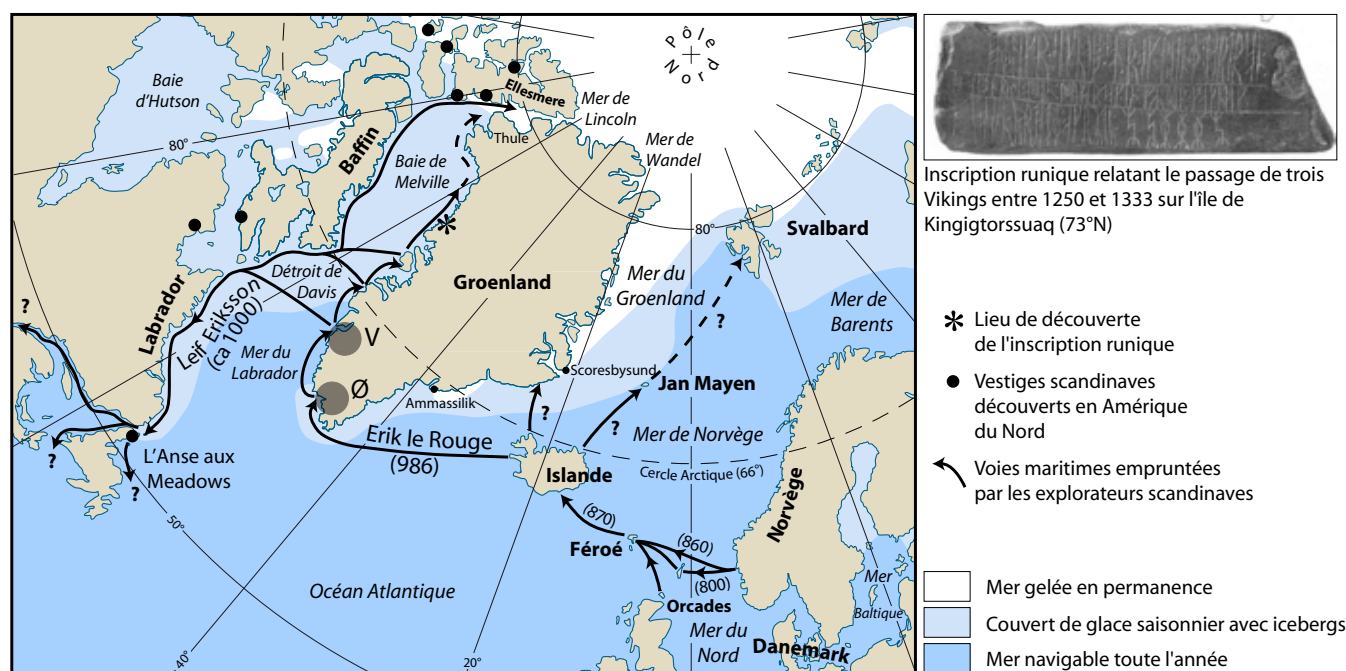 Pôle
Nord
Baie
d'Hutson
Ellesmere
Mer de
Lincoln
80°
Baffin
Thule
Mer de
Wandel
Baie de
Melville
80°
Svalbard
Détroit de
Davis
Groenland
Mer du
Groenland
Mer de
Barents
?
Labrador
Leif Eriksson
(ca 1000)
V
Mer du
Labrador
?
Scoresbysund
Jan Mayen
Ø
Ammassilik
?
?
Mer de Norvège
Erik le Rouge
(986)
Islande
Cercle Arctique (66°)
Norvège
?
L'Anse aux
Meadows
?
50°
(870)
Féroé
(860)
(800)
Océan Atlantique
Orcades
Mer
Baltique
Mer du
Nord
Danemark
40°
20°
Inscription runique relatant le passage de trois
Vikings entre 1250 et 1333 sur l'île de
Kingigtorssuaq (73°N)
Lieu de découverte
de l'inscription runique
Vestiges scandinaves
découverts en Amérique
du Nord
Voies maritimes empruntées
par les explorateurs scandinaves
Mer gelée en permanence
Couvert de glace saisonnier avec icebergs
Mer navigable toute l'année